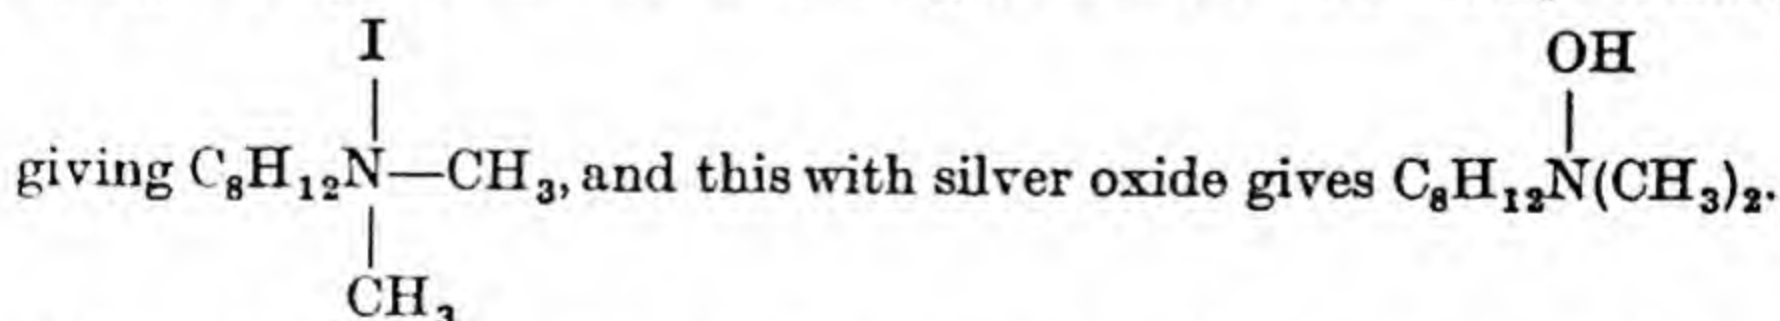 I
OH
giving C₈H₁₂N—CH₃, and this with silver oxide gives C₈H₁₂N(CH₃)₂.
CH₃